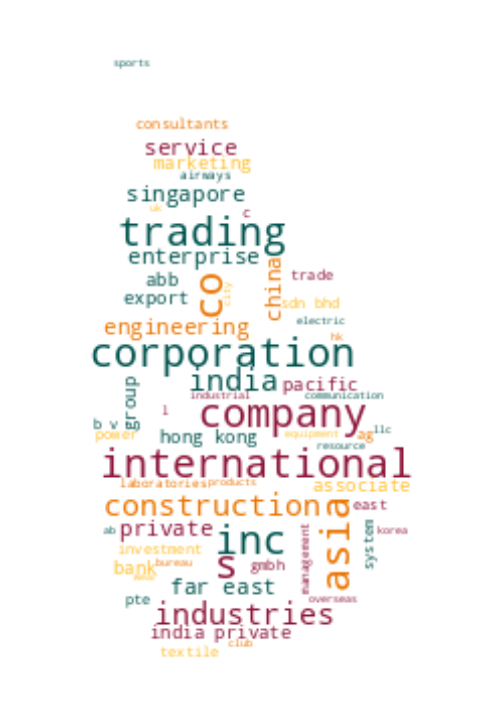 sports
consultants
service
marketing
airways
singapore
uk
c
trading
enterprise
china
abb
co
city
trade
export
sdn bhd
electric
engineering
hk
corporation
india
pacific
group
industrial
communication
l
company
b v
power
hong kong
equipment
ag
llc
resource
international
laboratories
products
associate
construction
asia
east
ab
private
inc
management
system
korea
investment
s
bank
bureau
gmbh
far east
pte
overseas
industries
india private
club
textile